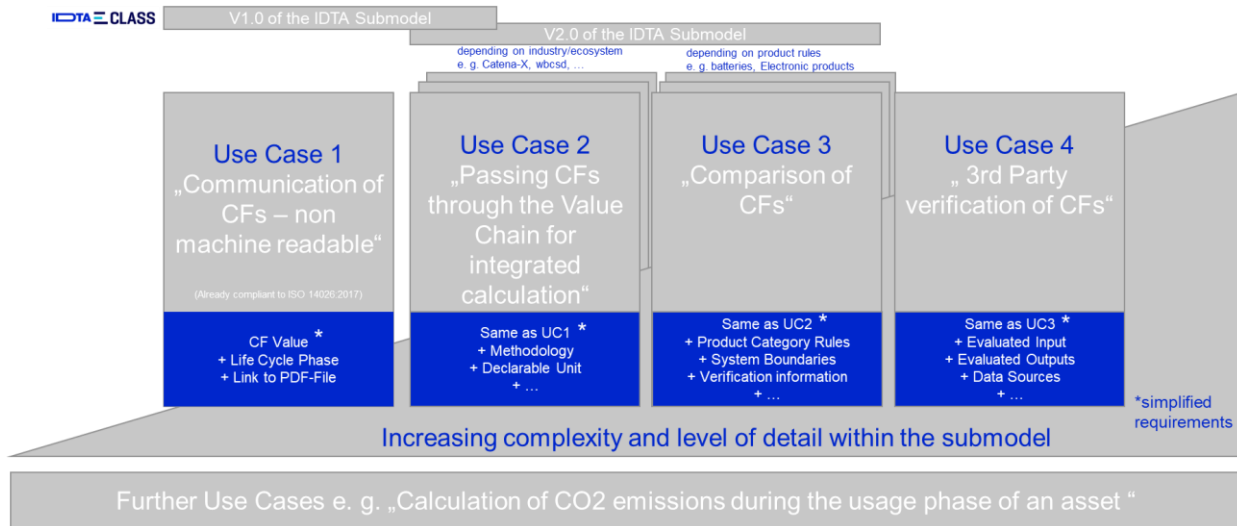 IDTA ECLASS
V1.0 of the IDTA Submodel
V2.0 of the IDTA Submodel
depending on industry/ecosystem
e. g. Catena-X, wbcsd, …
depending on product rules
e. g. batteries, Electronic products
Use Case 1
„Communication of
CFs – non
machine readable“
(Already compliant to ISO 14026:2017)
CF Value *
+ Life Cycle Phase
+ Link to PDF-File
Use Case 2
„Passing CFs
through the Value
Chain for
integrated
calculation“
Same as UC1 *
+ Methodology
+ Declarable Unit
+ …
Use Case 3
„Comparison of
CFs“
Same as UC2 *
+ Product Category Rules
+ System Boundaries
+ Verification information
+ …
Use Case 4
„ 3rd Party
verification of CFs“
Same as UC3 *
+ Evaluated Input
+ Evaluated Outputs
+ Data Sources
+ …
*simplified
requirements
Increasing complexity and level of detail within the submodel
Further Use Cases e. g. „Calculation of CO2 emissions during the usage phase of an asset “